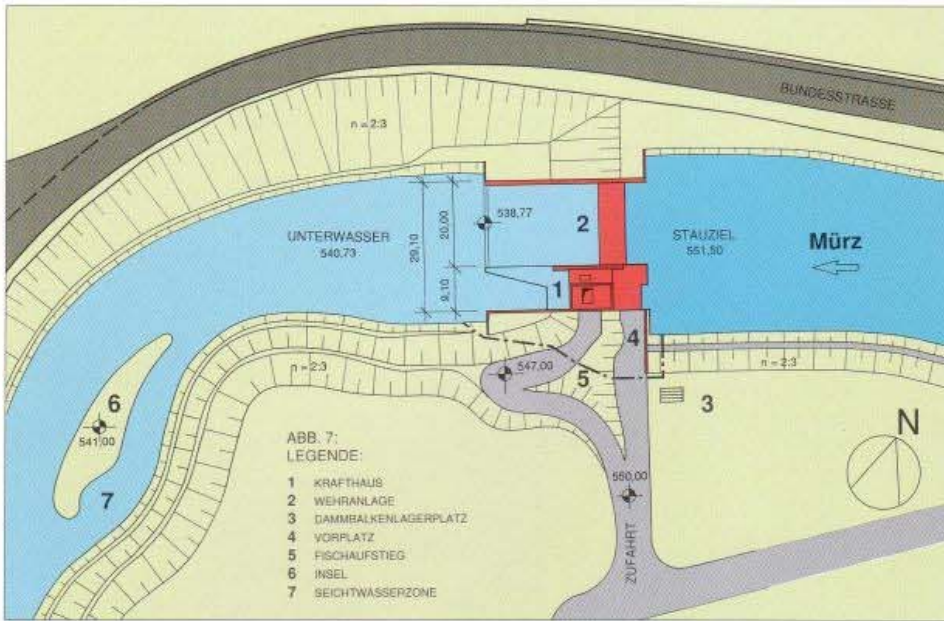 BUNDESSTRASSE
n = 2:3
538,77
2
UNTERWASSER
540,73
29,10
20,00
9,10
STAUZIEL
551,50
Mürz
1
4
547,00
5
n = 2:3
n = 2:3
3
6
541,00
7
N
550,00
ZUFAHRT
ABB. 7:
LEGENDE:
1 KRAFTHAUS
2 WEHRANLAGE
3 DAMMBALKENLAGERPLATZ
4 VORPLATZ
5 FISCHAUFSTIEG
6 INSEL
7 SEICHTWASSERZONE